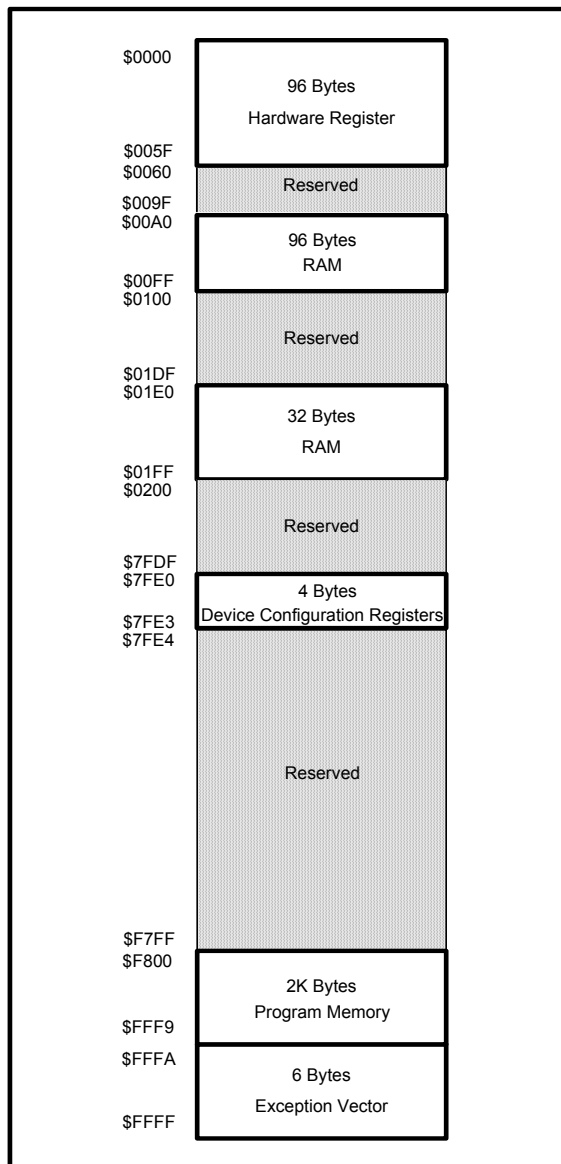 $0000
96 Bytes
Hardware Register
$005F
$0060
Reserved
$009F
$00A0
96 Bytes
RAM
$00FF
$0100
Reserved
$01DF
$01E0
32 Bytes
RAM
$01FF
$0200
Reserved
$7FDF
$7FE0
4 Bytes
Device Configuration Registers
$7FE3
$7FE4
Reserved
$F7FF
$F800
2K Bytes
Program Memory
$FFF9
$FFFA
6 Bytes
Exception Vector
$FFFF